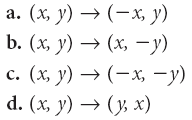 a. (x, y) → (−x, y)
b. (x, y) → (x, −y)
c. (x, y) → (−x, −y)
d. (x, y) → (y, x)